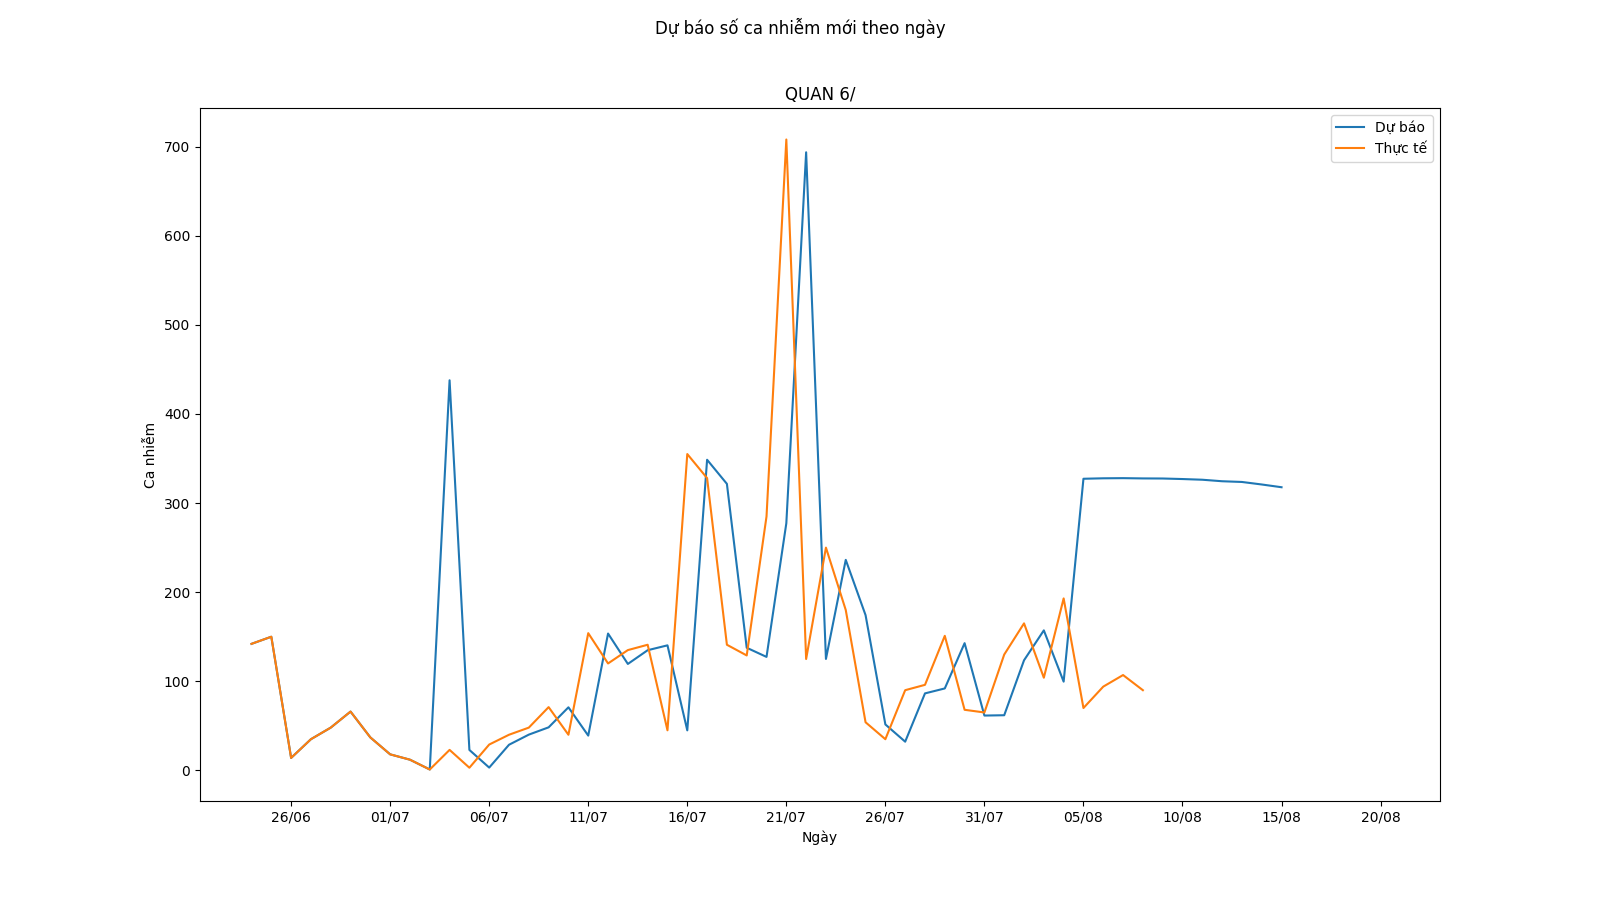 Dự báo số ca nhiễm mới theo ngày
QUAN 6/
Dự báo
Thực tế
700
600
500
400
300
200
100
0
Ca nhiễm
26/06 01/07 06/07 11/07 16/07 21/07 26/07 31/07 05/08 10/08 15/08 20/08
Ngày